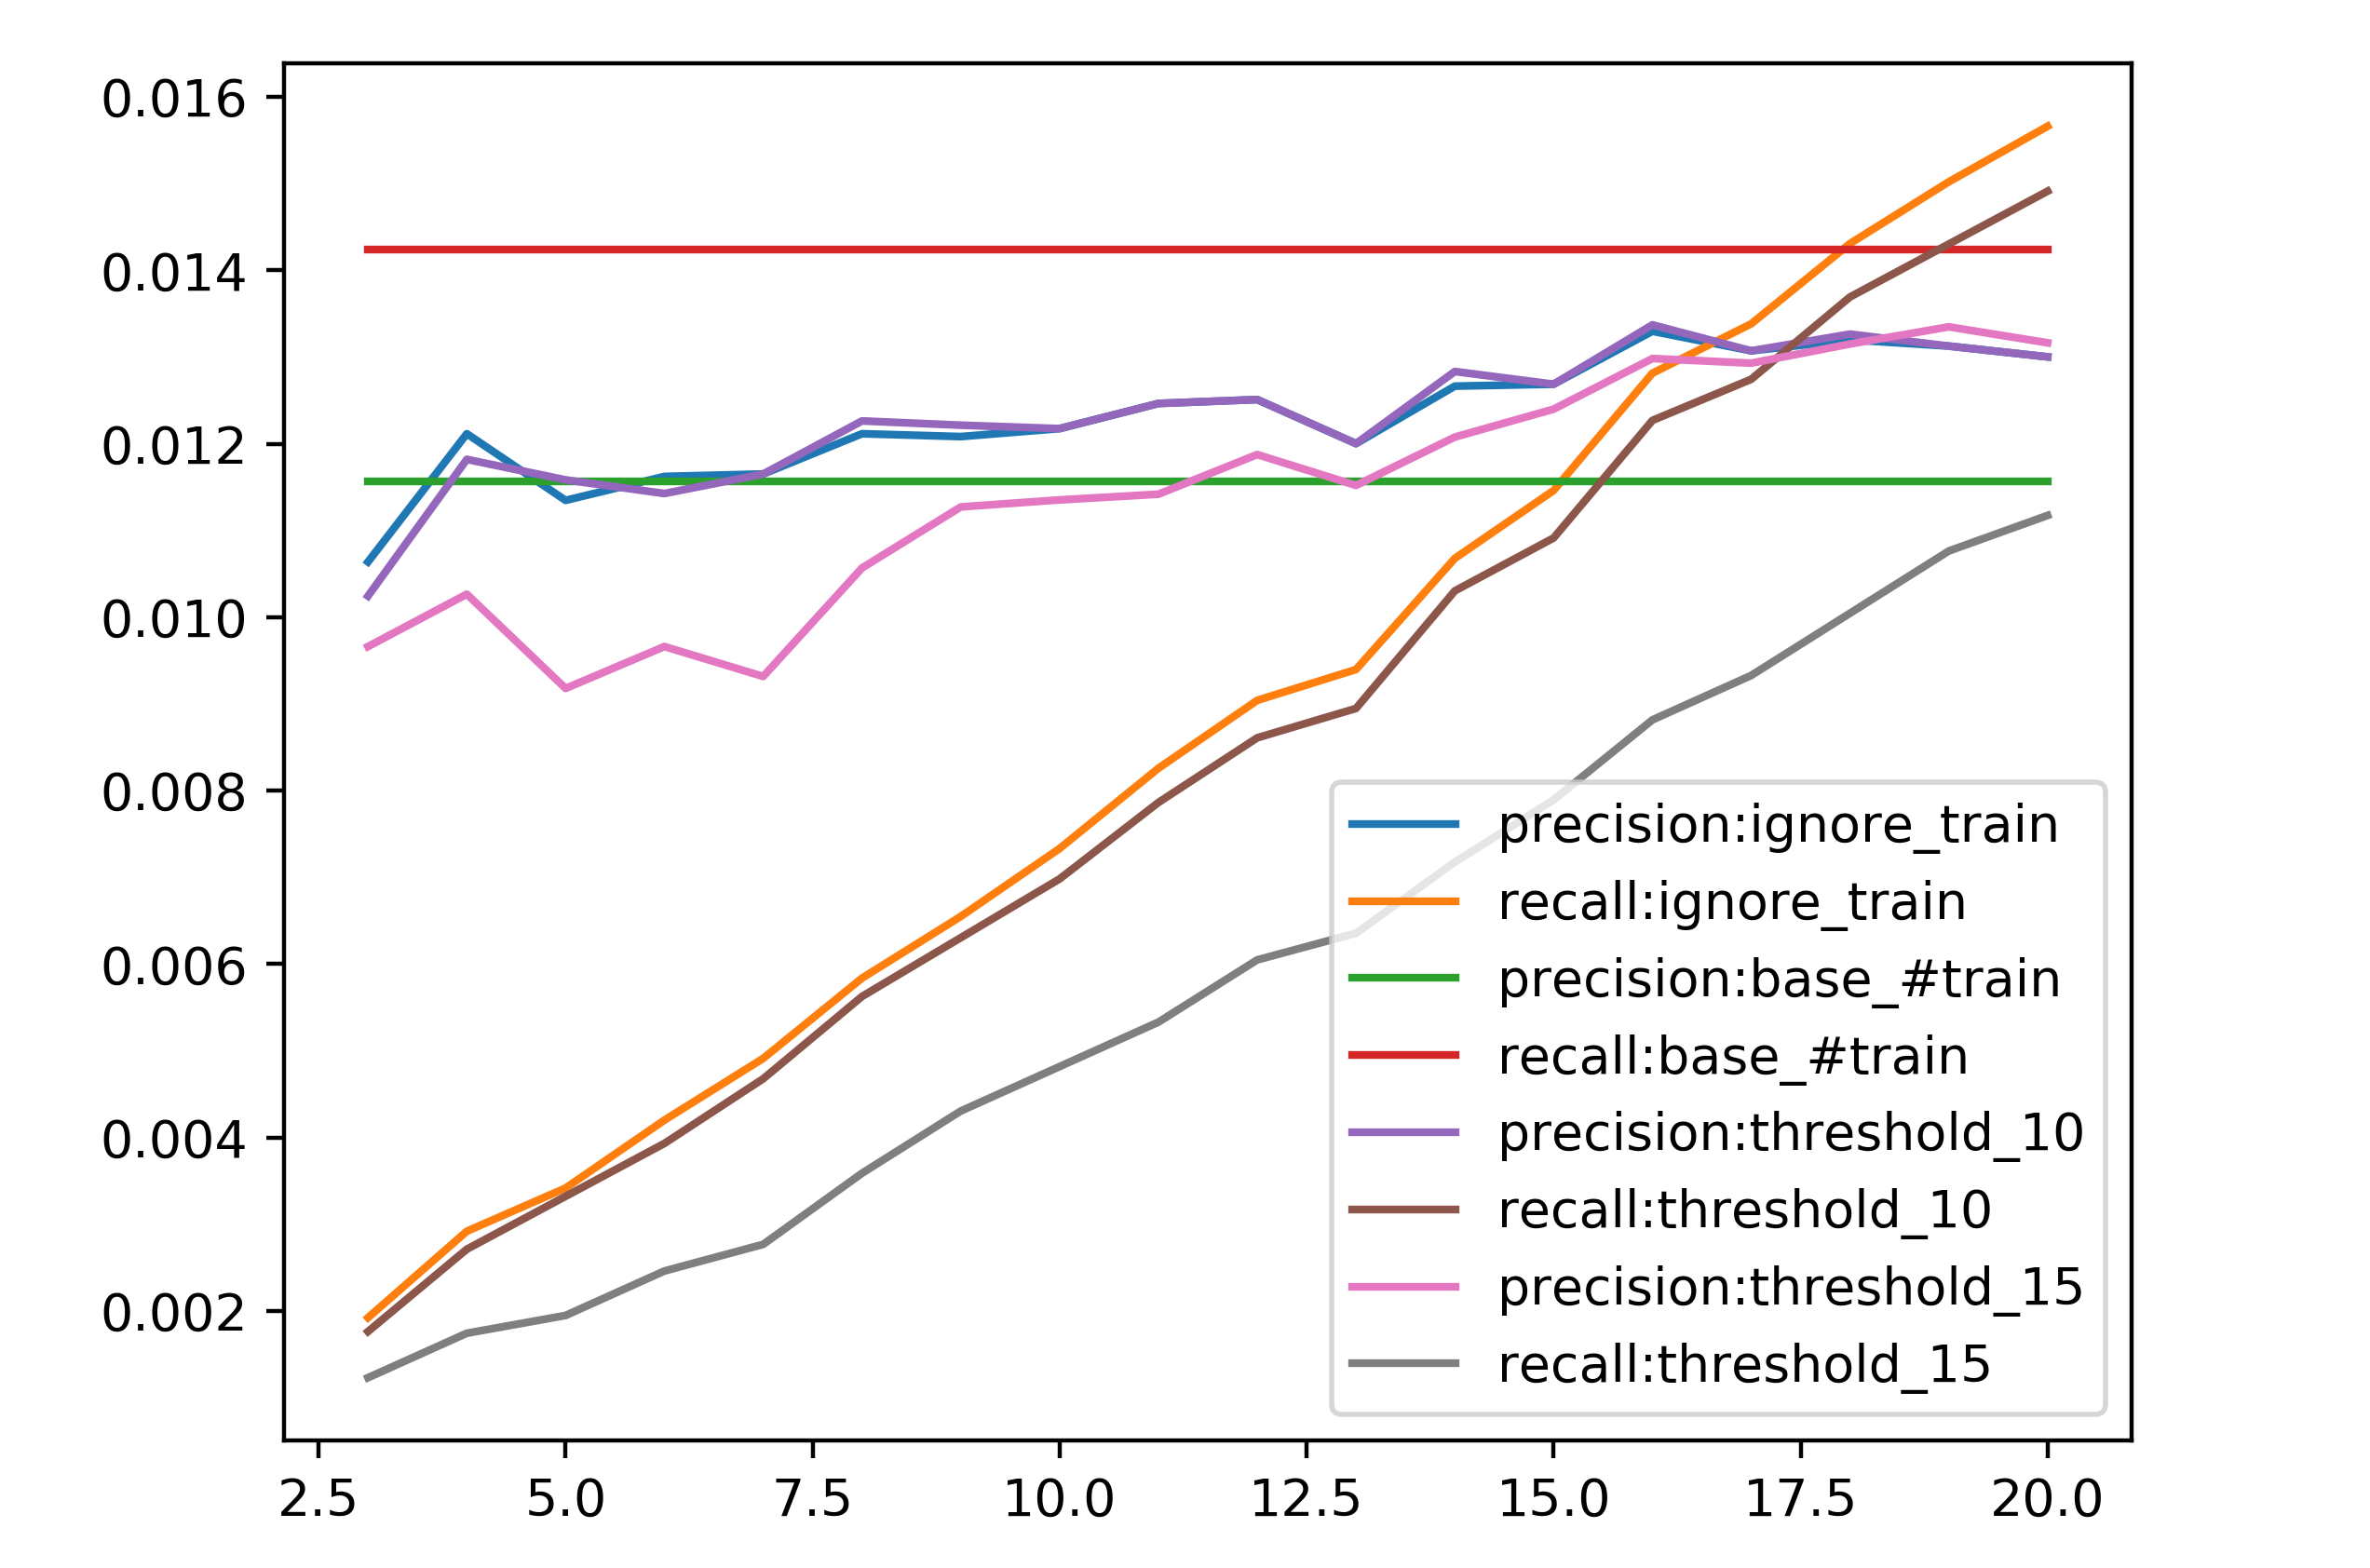 0.016
0.014
0.012
0.010
0.008
0.006
0.004
0.002
precision:ignore_train
recall:ignore_train
precision:base_#train
recall:base_#train
precision:threshold_10
recall:threshold_10
precision:threshold_15
recall:threshold_15
2.5 5.0 7.5 10.0 12.5 15.0 17.5 20.0